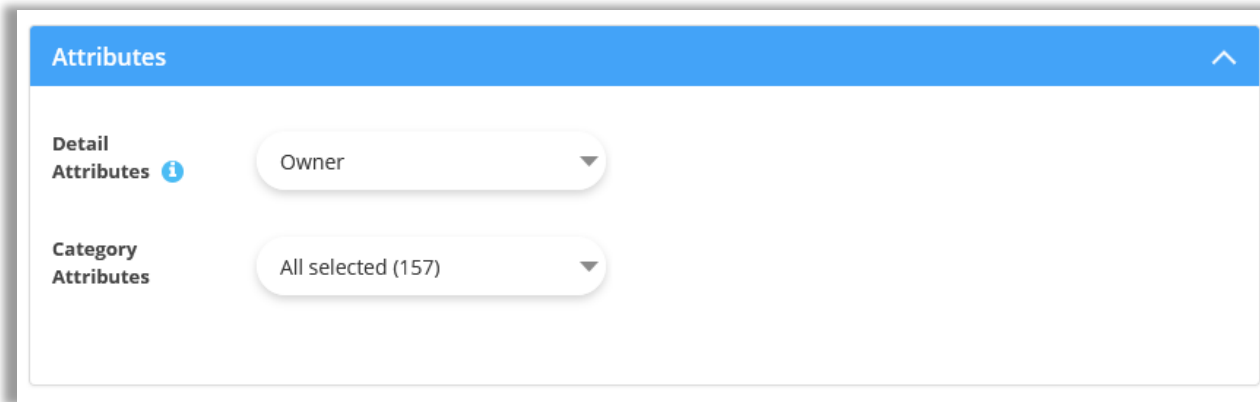 Attributes
Detail
Attributes
Owner
Category
Attributes
All selected (157)